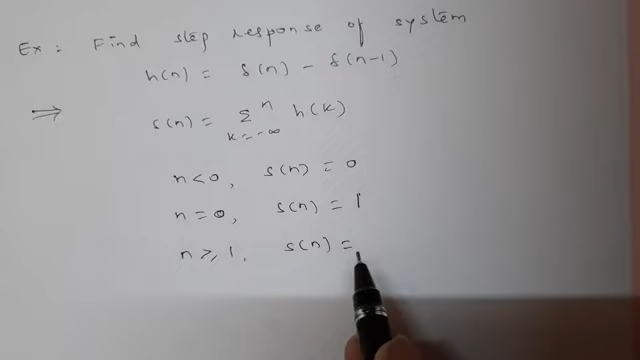 Ex: Find step response of system
h(n) = δ(n) - δ(n-1)
⇒ s(n) = Σ_{k=-∞}^{n} h(k)
n<0, s(n) = 0
n=0, s(n) = 1
n≥1, s(n) =